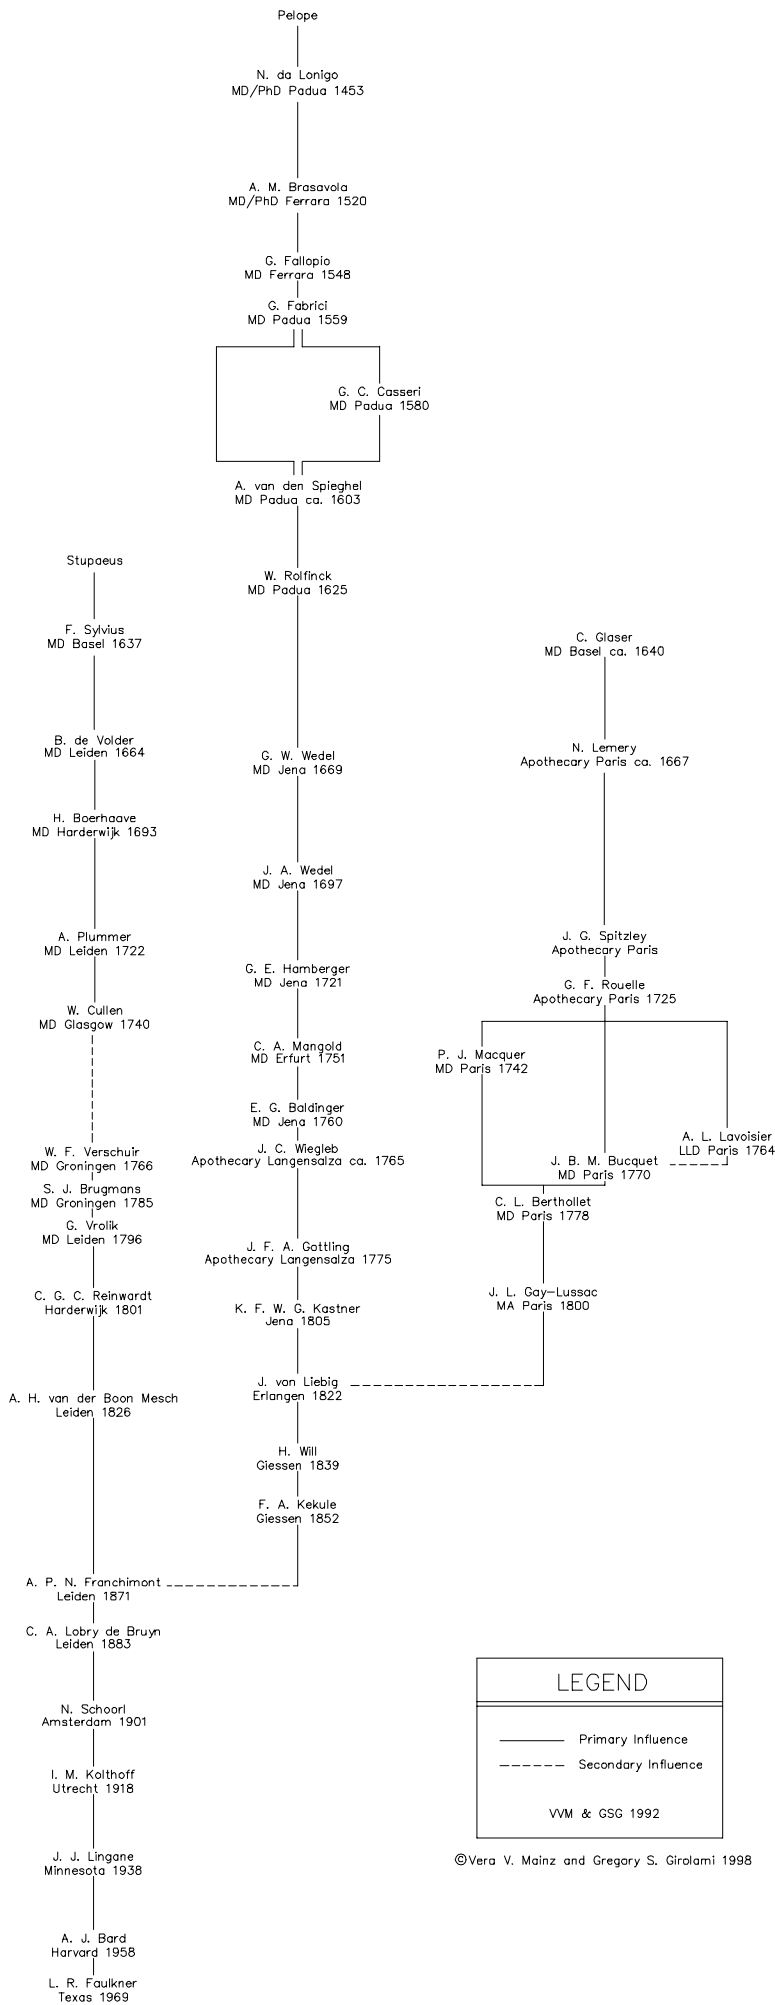 Pelope
N. da Lonigo
MD/PhD Padua 1453
A. M. Brasavola
MD/PhD Ferrara 1520
G. Fallopio
MD Ferrara 1548
G. Fabrici
MD Padua 1559
G. C. Casseri
MD Padua 1580
A. van den Spieghel
MD Padua ca. 1603
Stupaeus
W. Rolfinck
MD Padua 1625
F. Sylvius
MD Basel 1637
C. Glaser
MD Basel ca. 1640
B. de Volder
MD Leiden 1664
G. W. Wedel
MD Jena 1669
N. Lemery
Apothecary Paris ca. 1667
H. Boerhaave
MD Harderwijk 1693
J. A. Wedel
MD Jena 1697
A. Plummer
MD Leiden 1722
J. G. Spitzley
Apothecary Paris
G. E. Hamberger
MD Jena 1721
G. F. Rouelle
Apothecary Paris 1725
W. Cullen
MD Glasgow 1740
C. A. Mangold
MD Erfurt 1751
P. J. Macquer
MD Paris 1742
E. G. Baldinger
MD Jena 1760
A. L. Lavoisier
LLD Paris 1764
W. F. Verschuir
MD Groningen 1766
J. C. Wiegleb
Apothecary Langensalza ca. 1765
J. B. M. Bucquet
MD Paris 1770
S. J. Brugmans
MD Groningen 1785
C. L. Berthollet
MD Paris 1778
G. Vrolik
MD Leiden 1796
J. F. A. Gottling
Apothecary Langensalza 1775
C. G. C. Reinwardt
Harderwijk 1801
K. F. W. G. Kastner
Jena 1805
J. L. Gay-Lussac
MA Paris 1800
A. H. van der Boon Mesch
Leiden 1826
J. von Liebig
Erlangen 1822
H. Will
Giessen 1839
F. A. Kekule
Giessen 1852
A. P. N. Franchimont
Leiden 1871
C. A. Lobry de Bruyn
Leiden 1883
N. Schoorl
Amsterdam 1901
I. M. Kolthoff
Utrecht 1918
J. J. Lingane
Minnesota 1938
A. J. Bard
Harvard 1958
L. R. Faulkner
Texas 1969
LEGEND
Primary Influence
Secondary Influence
VVM & GSG 1992
©Vera V. Mainz and Gregory S. Girolami 1998